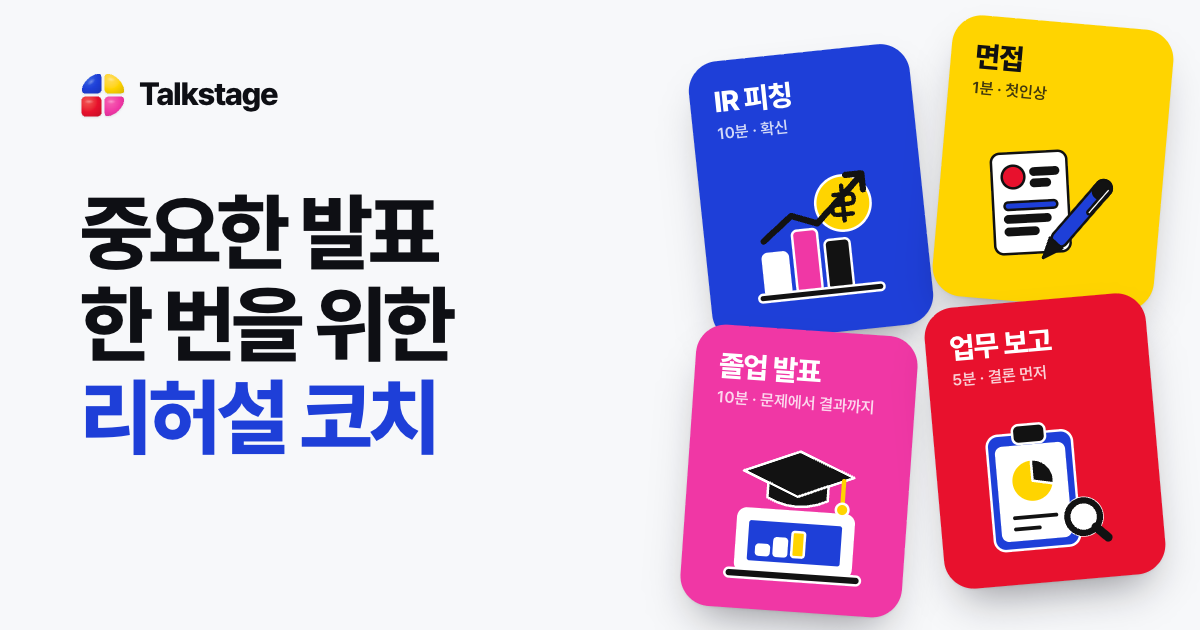 Talkstage
중요한 발표
한 번을 위한
리허설 코치
IR 피칭
10분 · 확신
면접
1분 · 첫인상
졸업 발표
10분 · 문제에서 결과까지
업무 보고
5분 · 결론 먼저